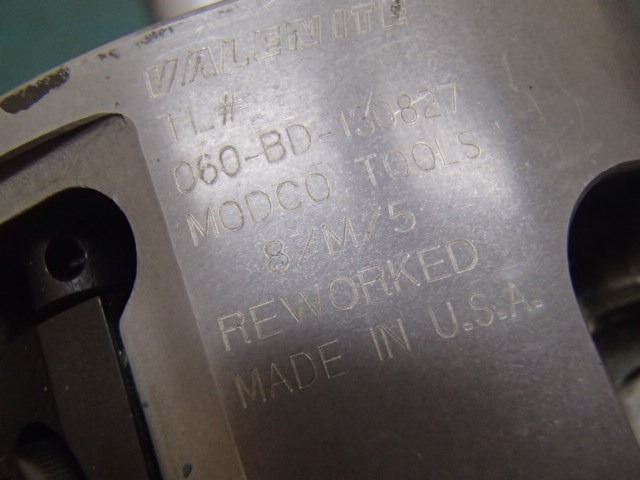 VALENITE
TL#
060-BD-130827
MODCO TOOLS
8/M/5
REWORKED
MADE IN U.S.A.